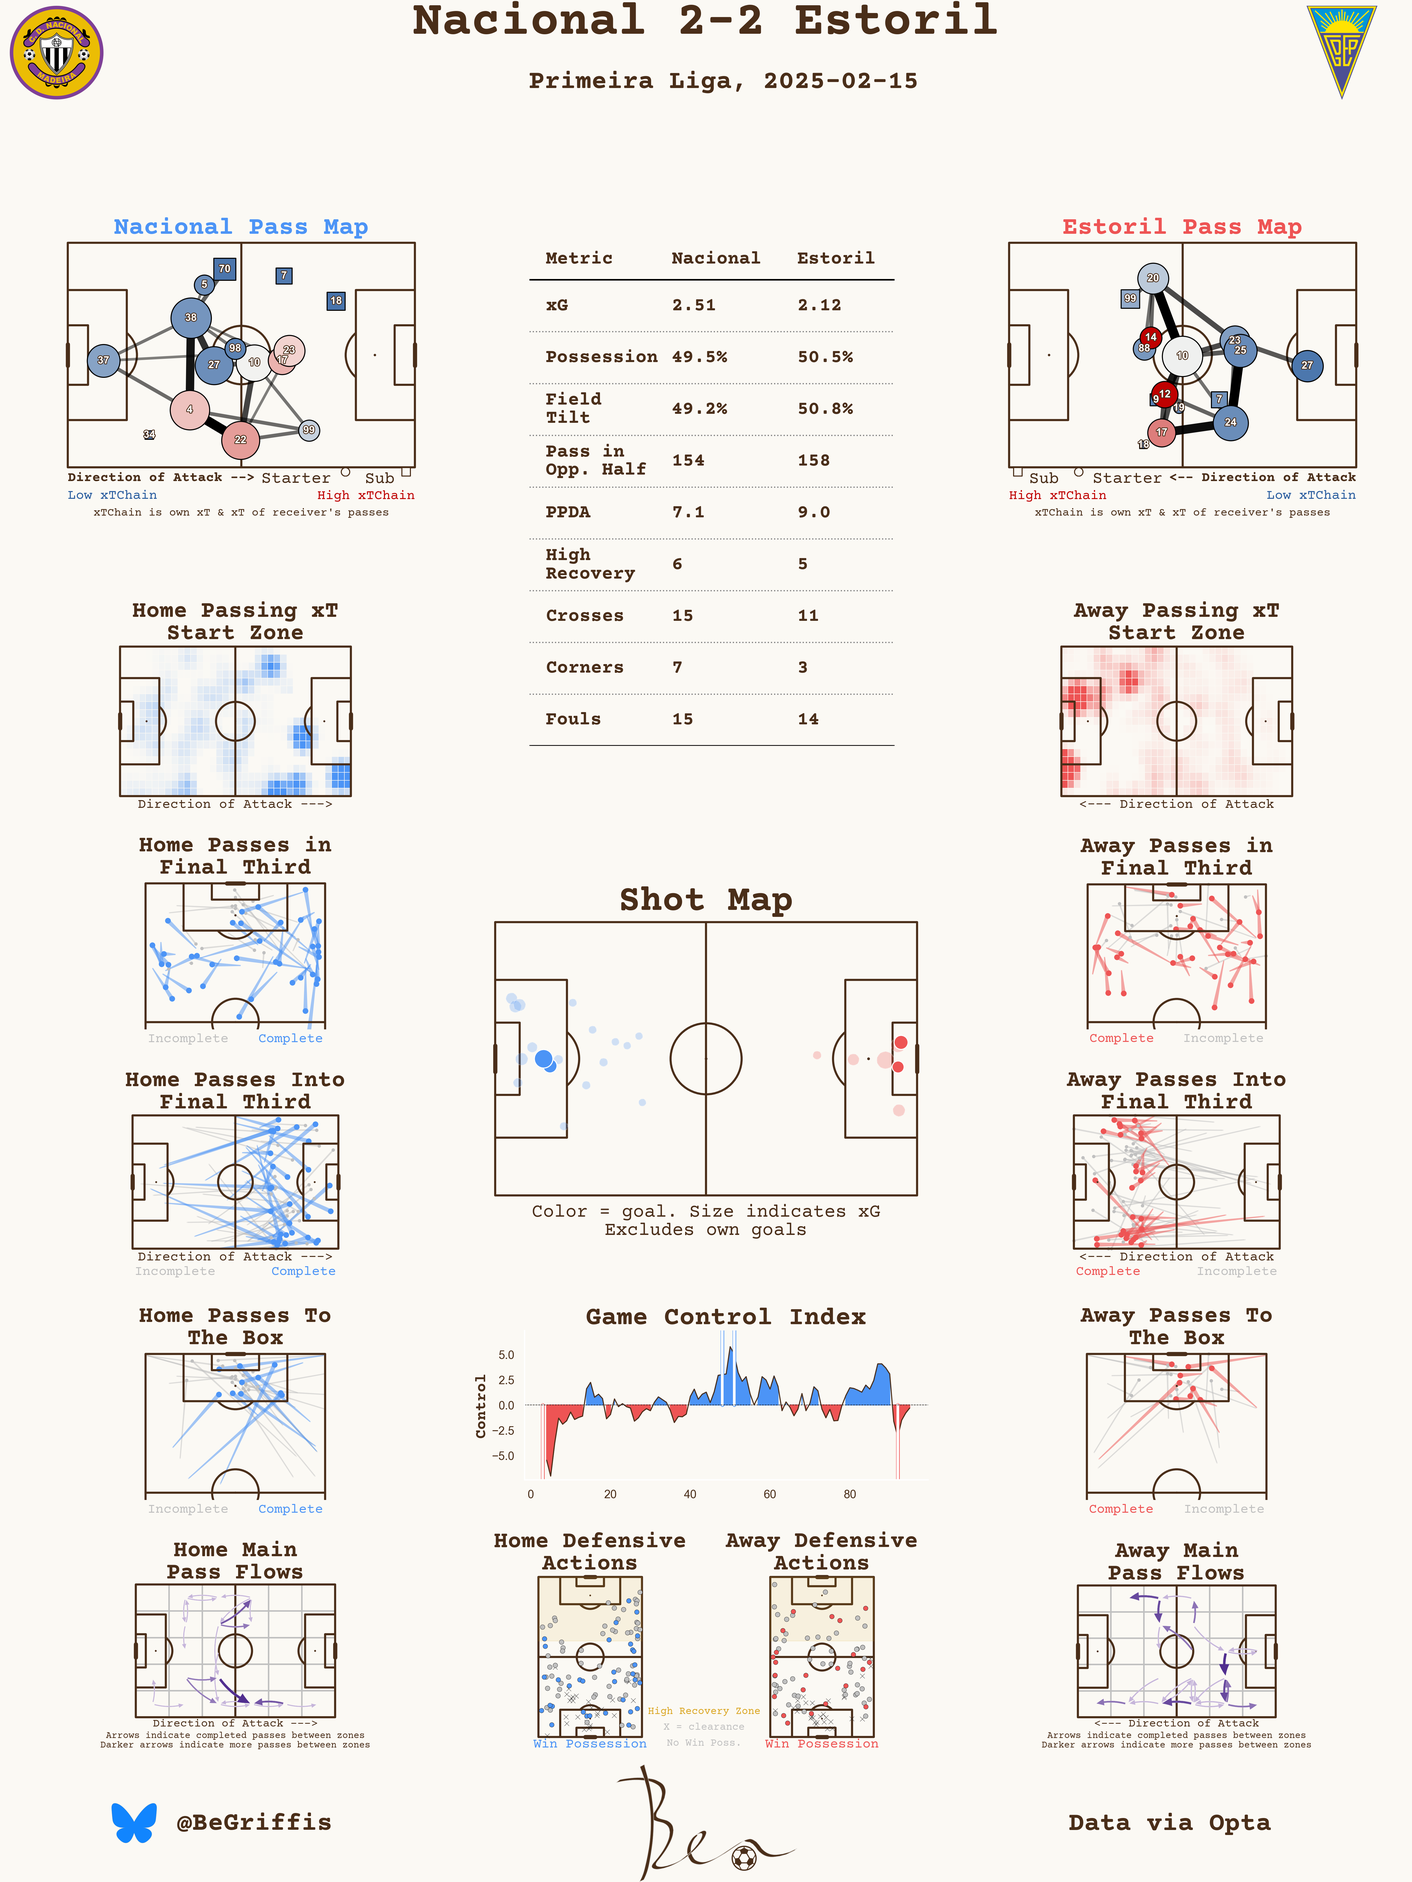 Nacional 2-2 Estoril
Primeira Liga, 2025-02-15
C.D. NACIONAL
MADEIRA
Nacional Pass Map
70
5
7
18
38
37
98
27
10
17
23
4
22
99
34
Direction of Attack --> Starter Sub
Low xTChain High xTChain
xTChain is own xT & xT of receiver's passes
Metric Nacional Estoril
xG 2.51 2.12
Possession 49.5% 50.5%
Field
Tilt 49.2% 50.8%
Pass in
Opp. Half 154 158
PPDA 7.1 9.0
High
Recovery 6 5
Crosses 15 11
Corners 7 3
Fouls 15 14
Estoril Pass Map
20
99
14
88
10
23
25
27
12
9
19
7
17
24
18
Sub Starter <-- Direction of Attack
High xTChain Low xTChain
xTChain is own xT & xT of receiver's passes
Home Passing xT
Start Zone
Direction of Attack --->
Away Passing xT
Start Zone
<--- Direction of Attack
Home Passes in
Final Third
Incomplete Complete
Away Passes in
Final Third
Complete Incomplete
Shot Map
Color = goal. Size indicates xG
Excludes own goals
Home Passes Into
Final Third
Direction of Attack --->
Incomplete Complete
Away Passes Into
Final Third
<--- Direction of Attack
Complete Incomplete
Home Passes To
The Box
Incomplete Complete
Game Control Index
Control
5.0
2.5
0.0
−2.5
−5.0
0 20 40 60 80
Away Passes To
The Box
Complete Incomplete
Home Main
Pass Flows
Direction of Attack --->
Arrows indicate completed passes between zones
Darker arrows indicate more passes between zones
Home Defensive
Actions
Win Possession
Away Defensive
Actions
Win Possession
High Recovery Zone
X = clearance
No Win Poss.
Away Main
Pass Flows
<--- Direction of Attack
Arrows indicate completed passes between zones
Darker arrows indicate more passes between zones
@BeGriffis
Ben
Data via Opta